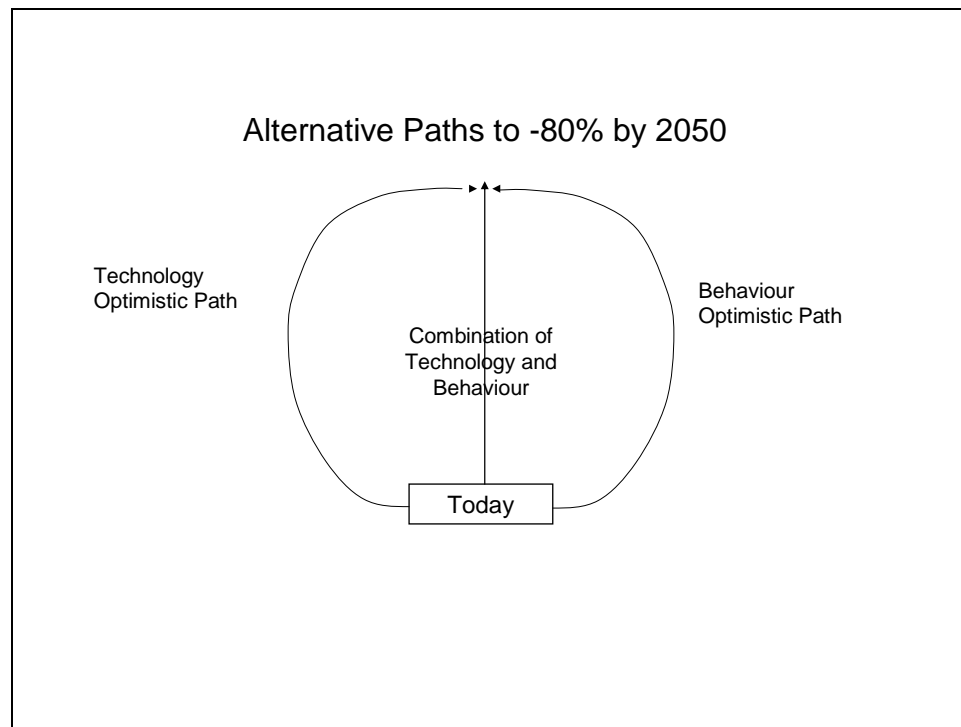 Alternative Paths to -80% by 2050
Technology
Optimistic Path
Behaviour
Optimistic Path
Combination of
Technology and
Behaviour
Today